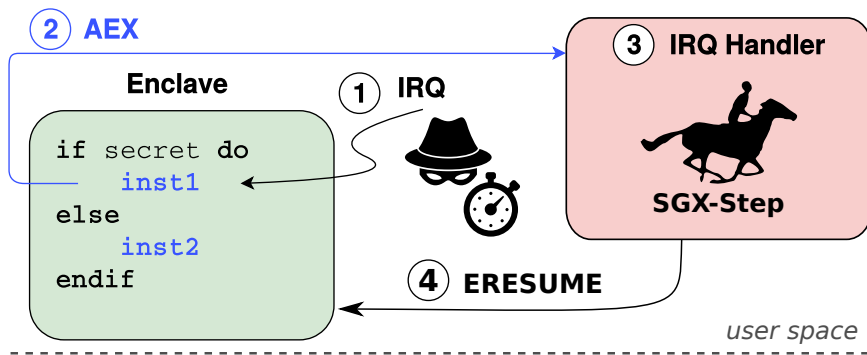 2 AEX
3 IRQ Handler
Enclave
1 IRQ
if secret do
inst1
else
inst2
endif
SGX-Step
4 ERESUME
user space